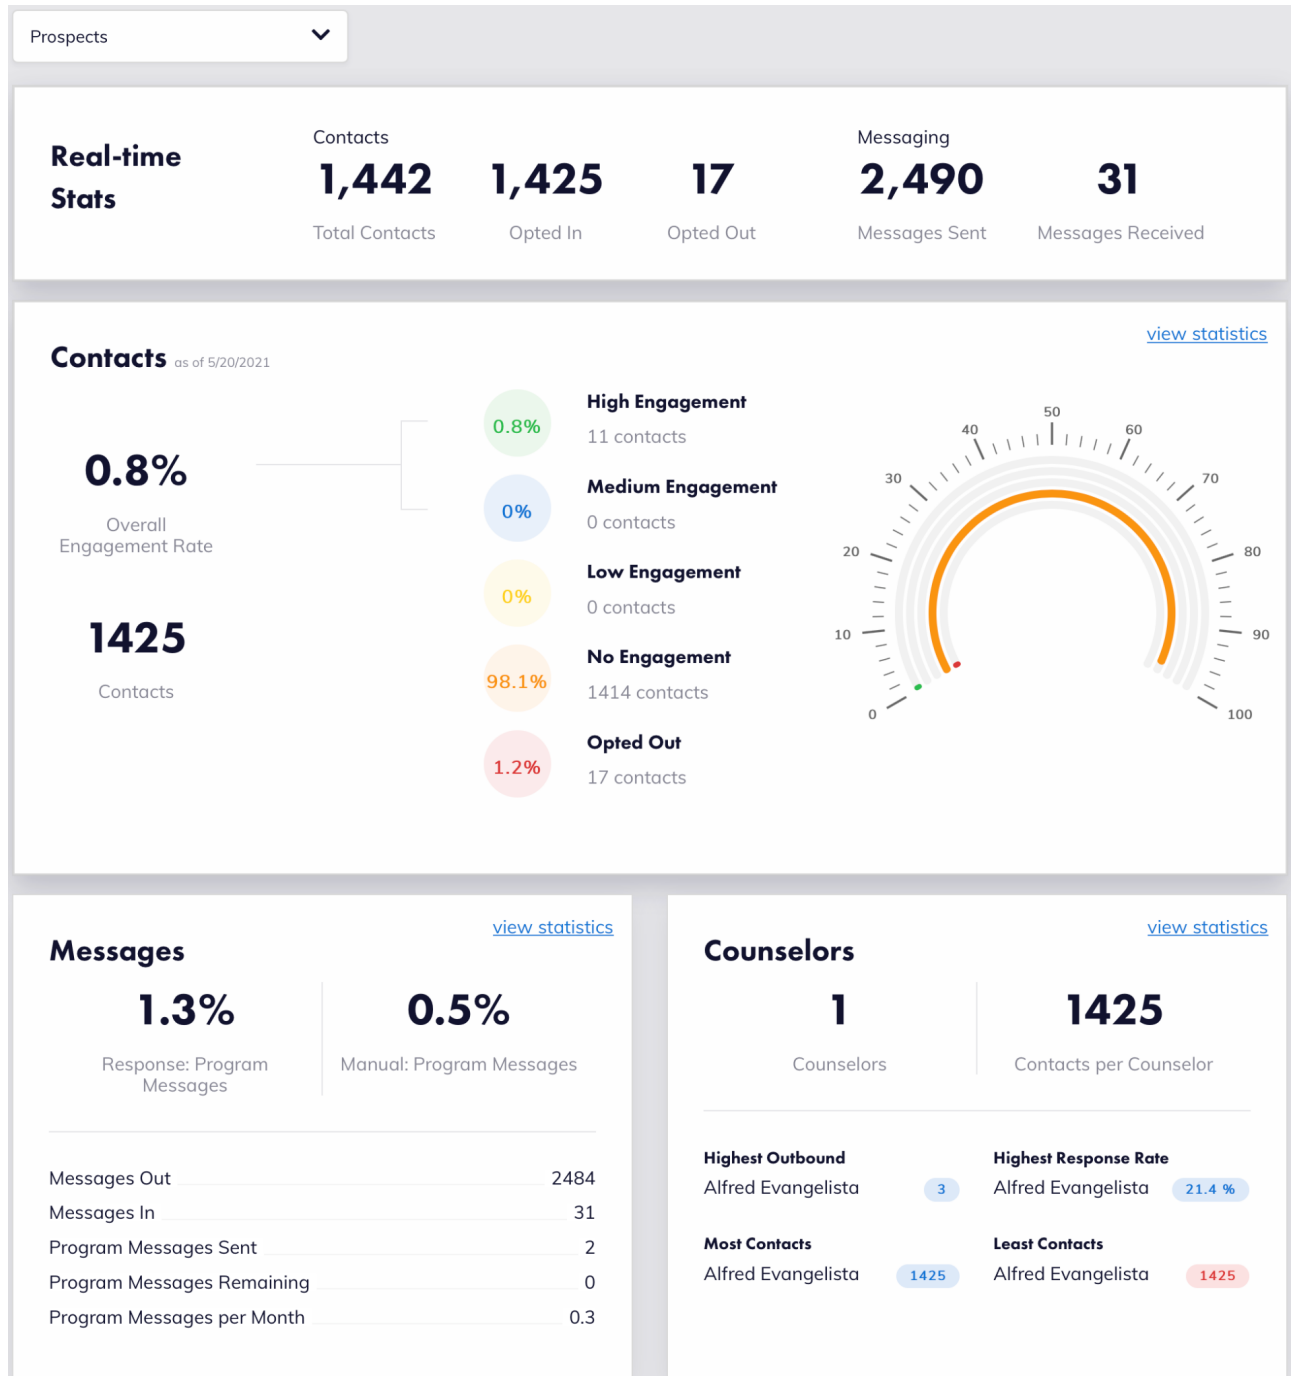 Prospects
Real-time
Stats
Contacts
1,442
Total Contacts
1,425
Opted In
17
Opted Out
Messaging
2,490
Messages Sent
31
Messages Received
view statistics
Contacts as of 5/20/2021
0.8%
Overall
Engagement Rate
1425
Contacts
0.8%
High Engagement
11 contacts
0%
Medium Engagement
0 contacts
0%
Low Engagement
0 contacts
98.1%
No Engagement
1414 contacts
1.2%
Opted Out
17 contacts
0
10
20
30
40
50
60
70
80
90
100
view statistics
Messages
1.3%
Response: Program
Messages
0.5%
Manual: Program Messages
Messages Out 2484
Messages In 31
Program Messages Sent 2
Program Messages Remaining 0
Program Messages per Month 0.3
view statistics
Counselors
1
Counselors
1425
Contacts per Counselor
Highest Outbound
Alfred Evangelista 3
Highest Response Rate
Alfred Evangelista 21.4 %
Most Contacts
Alfred Evangelista 1425
Least Contacts
Alfred Evangelista 1425